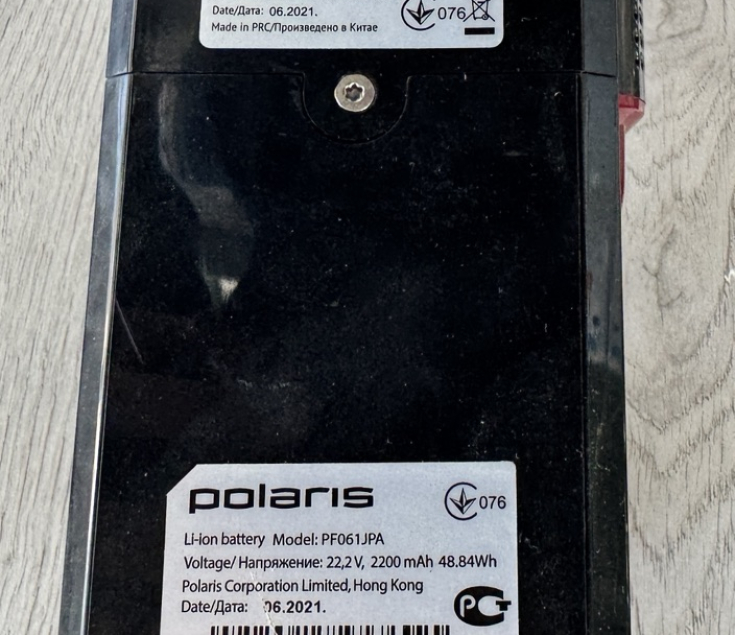 Date/Дата: 06.2021.
076
Made in PRC/Произведено в Китае
polaris
076
Li-ion battery Model: PF061JPA
Voltage/Напряжение: 22,2 V, 2200 mAh 48.84Wh
Polaris Corporation Limited, Hong Kong
Date/Дата: 06.2021.
РСТ